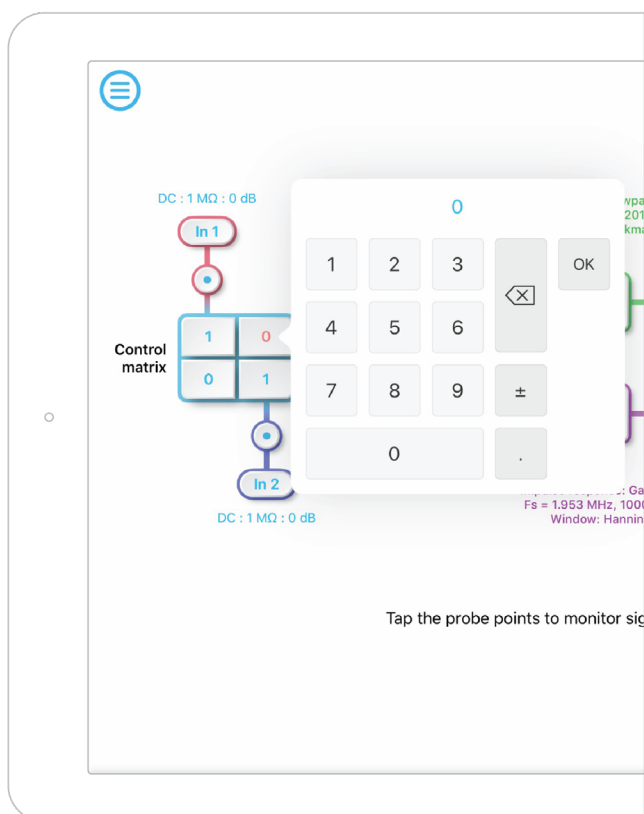 DC : 1 MΩ : 0 dB
In 1
0
1 2 3 OK
4 5 6
7 8 9 ±
0 .
Control
matrix
1 0
0 1
In 2
DC : 1 MΩ : 0 dB
Fs = 1.953 MHz,
Window:
Tap the probe points to monitor